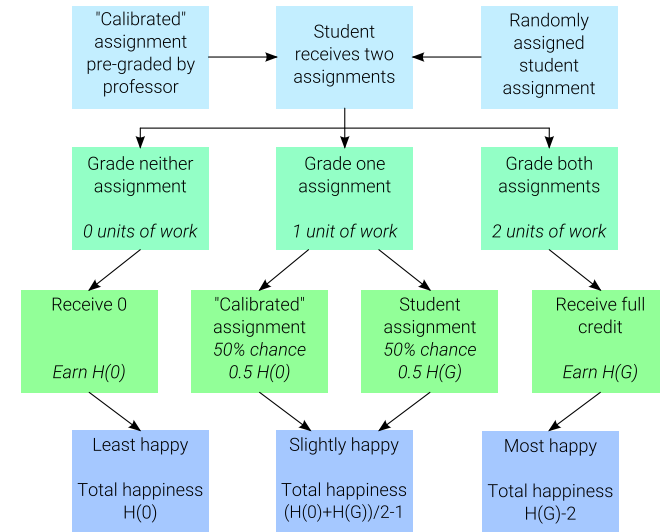 "Calibrated"
assignment
pre-graded by
professor
Student
receives two
assignments
Randomly
assigned
student
assignment
Grade neither
assignment
0 units of work
Grade one
assignment
1 unit of work
Grade both
assignments
2 units of work
Receive 0
Earn H(0)
"Calibrated"
assignment
50% chance
0.5 H(0)
Student
assignment
50% chance
0.5 H(G)
Receive full
credit
Earn H(G)
Least happy
Total happiness
H(0)
Slightly happy
Total happiness
(H(0)+H(G))/2-1
Most happy
Total happiness
H(G)-2